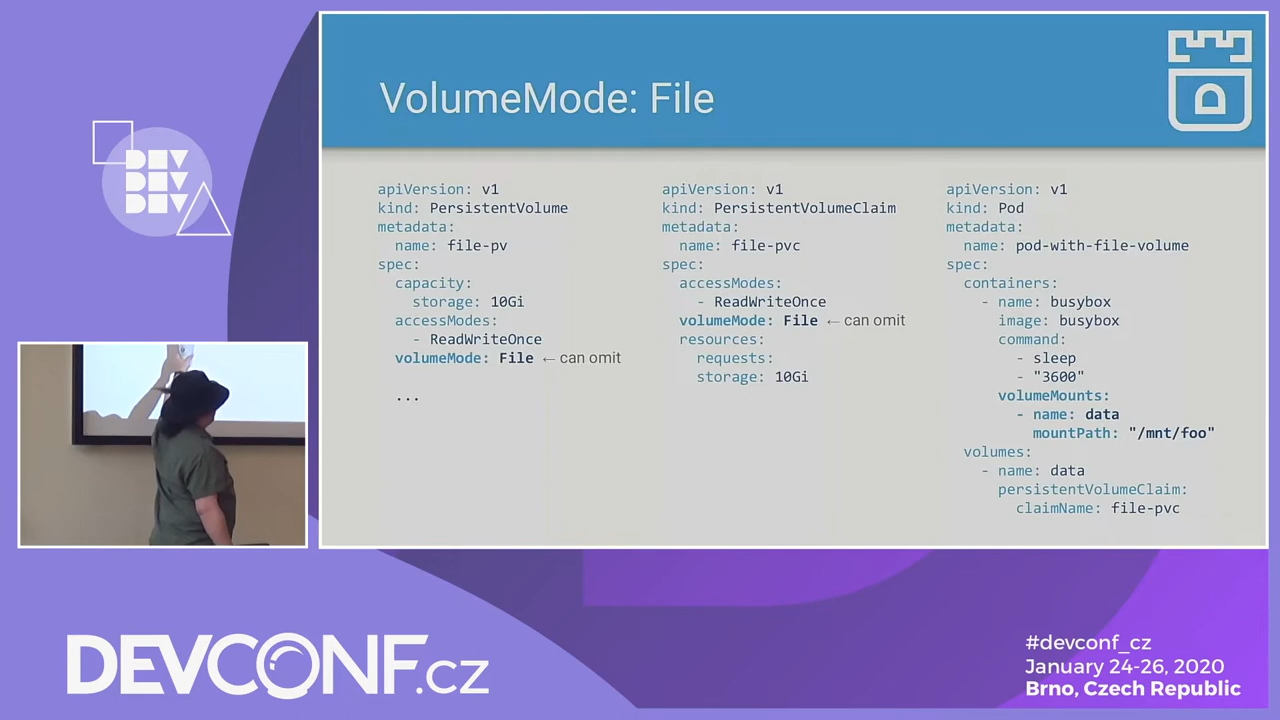 VolumeMode: File
apiVersion: v1
kind: PersistentVolume
metadata:
name: file-pv
spec:
capacity:
storage: 10Gi
accessModes:
- ReadWriteOnce
volumeMode: File ← can omit
...
apiVersion: v1
kind: PersistentVolumeClaim
metadata:
name: file-pvc
spec:
accessModes:
- ReadWriteOnce
volumeMode: File ← can omit
resources:
requests:
storage: 10Gi
apiVersion: v1
kind: Pod
metadata:
name: pod-with-file-volume
spec:
containers:
- name: busybox
image: busybox
command:
- sleep
- "3600"
volumeMounts:
- name: data
mountPath: "/mnt/foo"
volumes:
- name: data
persistentVolumeClaim:
claimName: file-pvc
DEV
DEV
DEV
DEVCONF.cz
#devconf_cz
January 24-26, 2020
Brno, Czech Republic